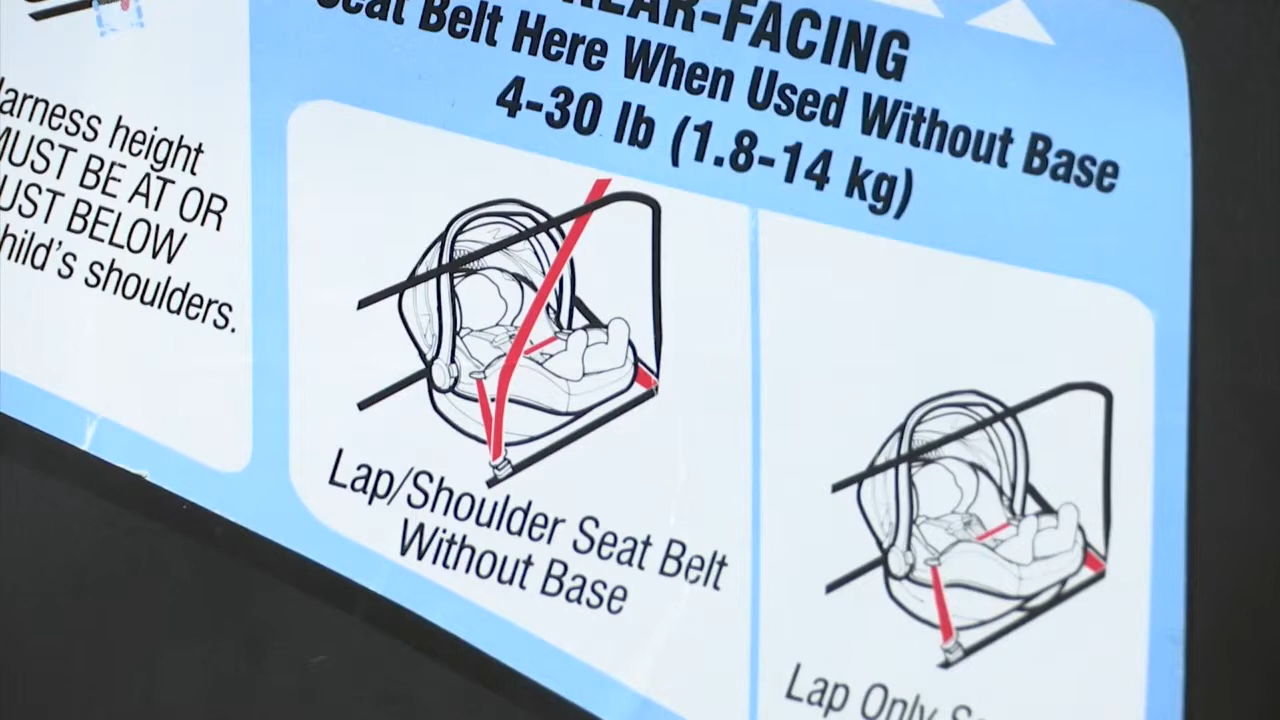 Harness height
MUST BE AT OR
JUST BELOW
child's shoulders.
REAR-FACING
Seat Belt Here When Used Without Base
4-30 lb (1.8-14 kg)
Lap/Shoulder Seat Belt
Without Base
Lap Only